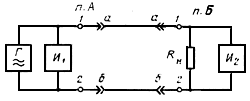 п. А п. Б
1 а а 1
Г И₁ Rн И₂
2 б б 2